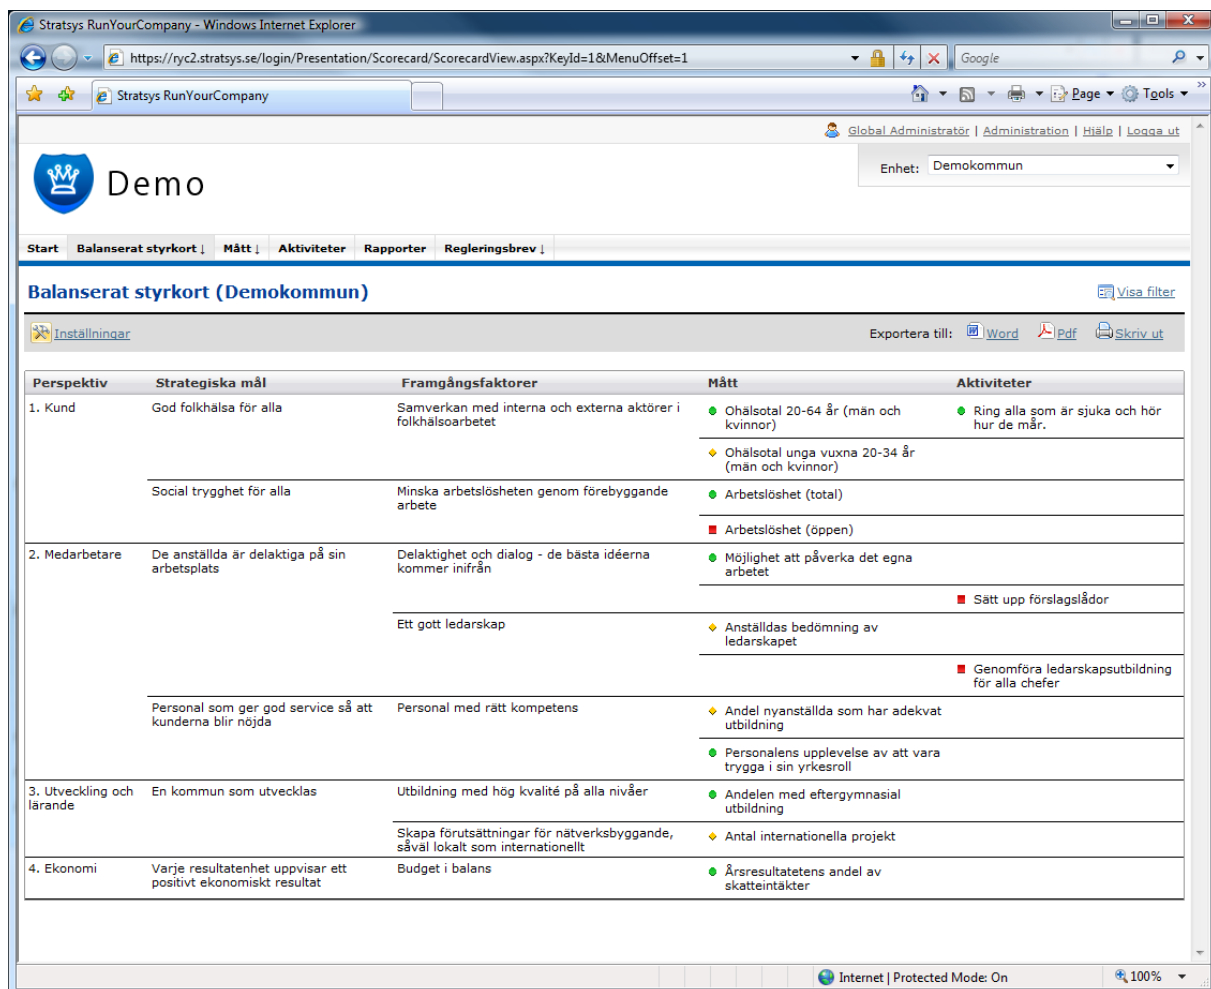 Stratsys RunYourCompany - Windows Internet Explorer
https://ryc2.stratsys.se/login/Presentation/Scorecard/ScorecardView.aspx?KeyId=1&MenuOffset=1
Google
Stratsys RunYourCompany
Page
Tools
Global Administratör | Administration | Hjälp | Logga ut
Demo
Enhet: Demokommun
Start Balanserat styrkort ↓ Mått ↓ Aktiviteter Rapporter Regleringsbrev ↓
Balanserat styrkort (Demokommun)
Visa filter
Inställningar
Exportera till: Word Pdf Skriv ut
Perspektiv Strategiska mål Framgångsfaktorer Mått Aktiviteter
1. Kund
God folkhälsa för alla
Samverkan med interna och externa aktörer i
folkhälsoarbetet
Ohälsotal 20-64 år (män och
kvinnor)
Ring alla som är sjuka och hör
hur de mår.
Ohälsotal unga vuxna 20-34 år
(män och kvinnor)
Social trygghet för alla
Minska arbetslösheten genom förebyggande
arbete
Arbetslöshet (total)
Arbetslöshet (öppen)
2. Medarbetare
De anställda är delaktiga på sin
arbetsplats
Delaktighet och dialog - de bästa idéerna
kommer inifrån
Möjlighet att påverka det egna
arbetet
Sätt upp förslagslådor
Ett gott ledarskap
Anställdas bedömning av
ledarskapet
Genomföra ledarskapsutbildning
för alla chefer
Personal som ger god service så att
kunderna blir nöjda
Personal med rätt kompetens
Andel nyanställda som har adekvat
utbildning
Personalens upplevelse av att vara
trygga i sin yrkesroll
3. Utveckling och
lärande
En kommun som utvecklas
Utbildning med hög kvalité på alla nivåer
Andelen med eftergymnasial
utbildning
Skapa förutsättningar för nätverksbyggande,
såväl lokalt som internationellt
Antal internationella projekt
4. Ekonomi
Varje resultatenhet uppvisar ett
positivt ekonomiskt resultat
Budget i balans
Årsresultatetens andel av
skatteintäkter
Internet | Protected Mode: On
100%